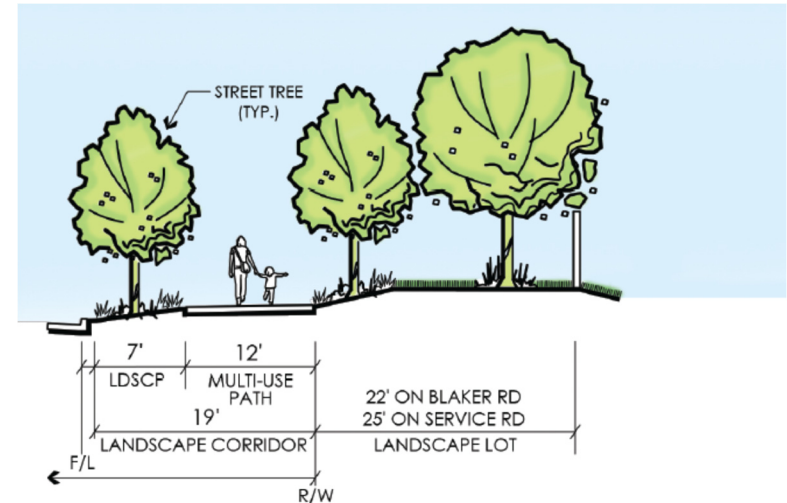 STREET TREE
(TYP.)
7'
12'
LDSCP
MULTI-USE
PATH
22' ON BLAKER RD
25' ON SERVICE RD
19'
LANDSCAPE CORRIDOR
LANDSCAPE LOT
F/L
R/W